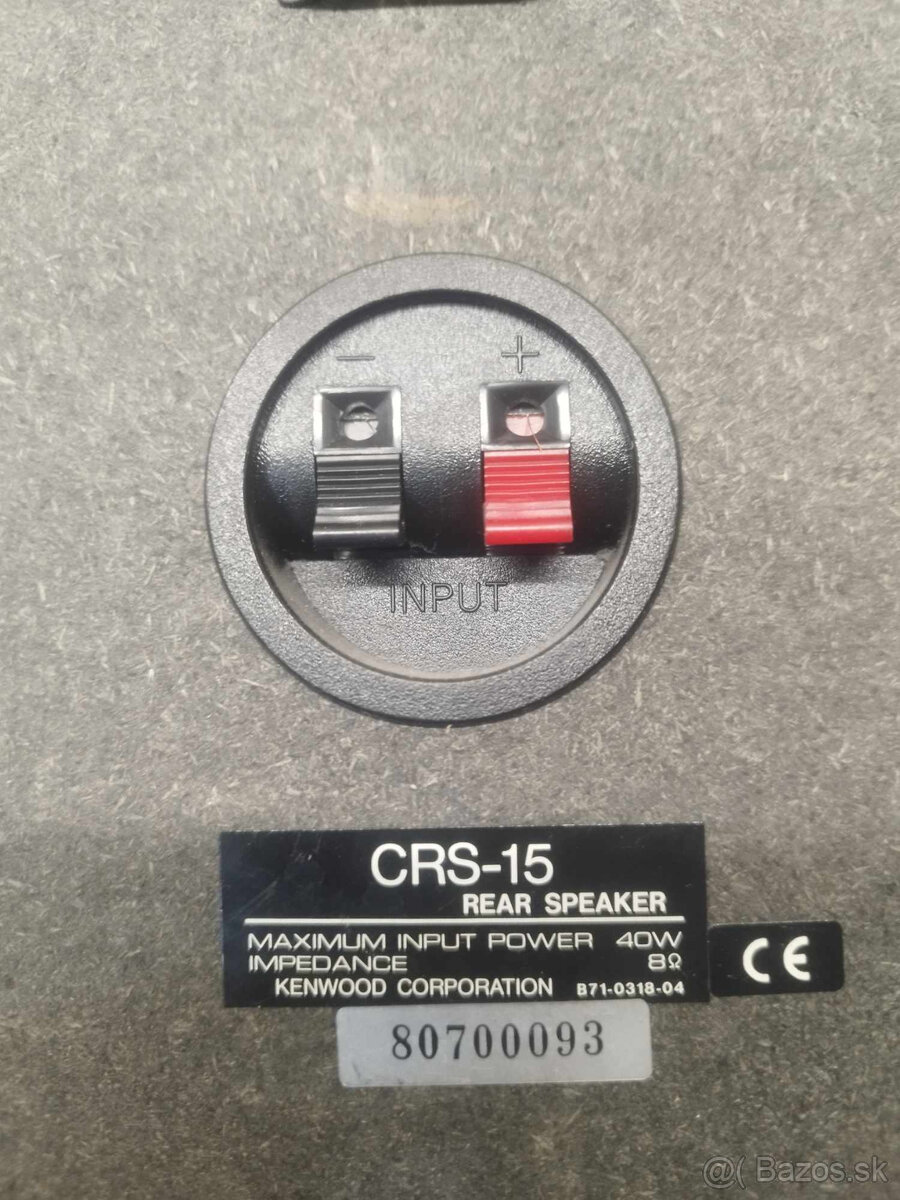 − +
INPUT
CRS-15
REAR SPEAKER
MAXIMUM INPUT POWER 40W
IMPEDANCE 8Ω
KENWOOD CORPORATION B71-0318-04
CE
80700093
@( Bazos.sk